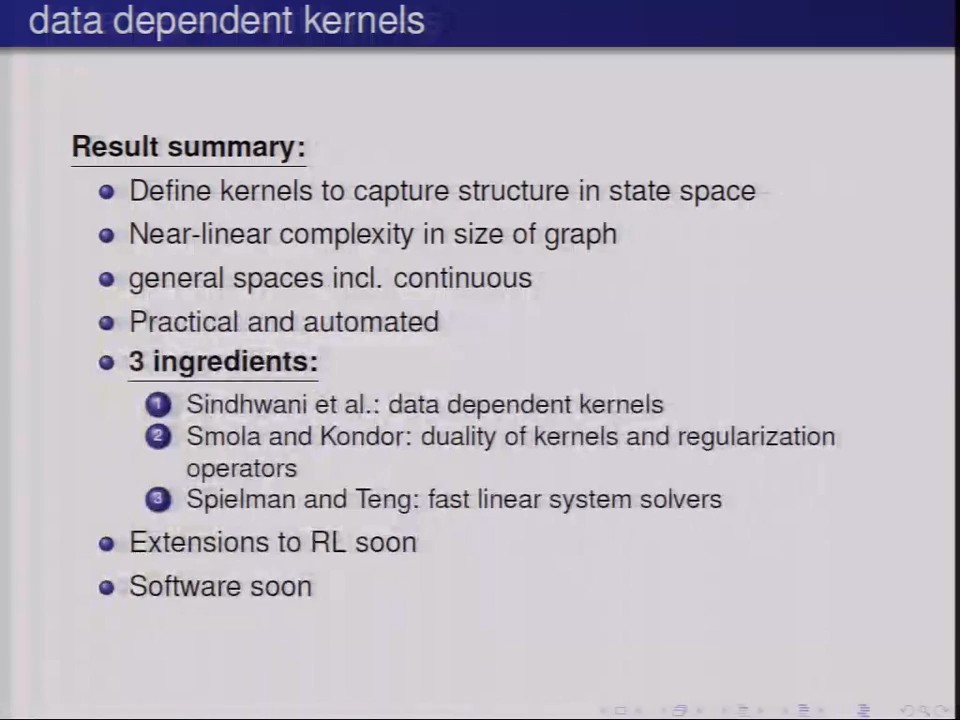 data dependent kernels
Result summary:
Define kernels to capture structure in state space
Near-linear complexity in size of graph
general spaces incl. continuous
Practical and automated
3 ingredients:
1 Sindhwani et al.: data dependent kernels
2 Smola and Kondor: duality of kernels and regularization
operators
3 Spielman and Teng: fast linear system solvers
Extensions to RL soon
Software soon